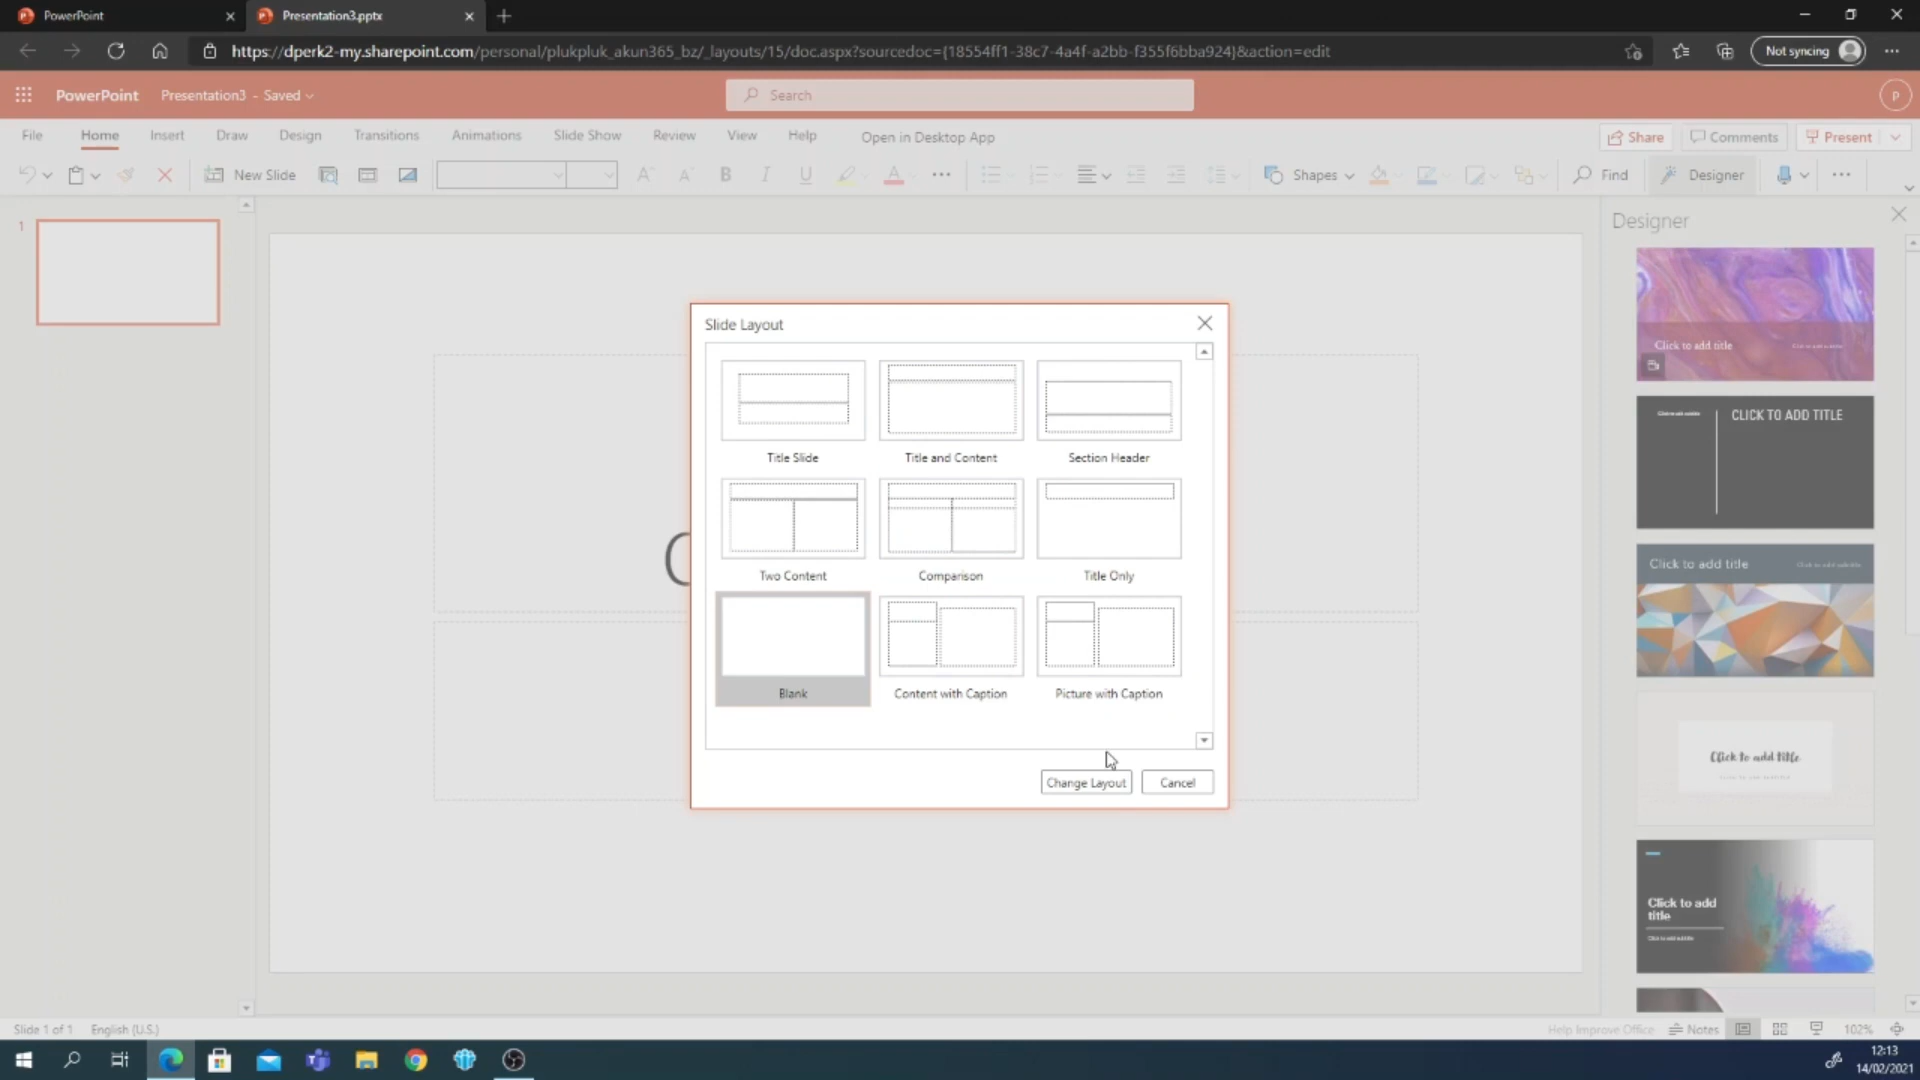 PowerPoint
Presentation3.pptx
https://dperk2-my.sharepoint.com/personal/plukpluk_akun365_bz/_layouts/15/doc.aspx?sourcedoc={18554ff1-38c7-4a4f-a2bb-f355f6bba924}&action=edit
Not syncing
PowerPoint
Presentation3 - Saved
Search
P
File
Home
Insert
Draw
Design
Transitions
Animations
Slide Show
Review
View
Help
Open in Desktop App
Share
Comments
Present
New Slide
B
I
U
A
Shapes
Find
Designer
1
Designer
Click to add title
CLICK TO ADD TITLE
Click to add title
Click to add title
Click to add
title
Click to add subtitle
Slide Layout
Title Slide
Title and Content
Section Header
Two Content
Comparison
Title Only
Blank
Content with Caption
Picture with Caption
Change Layout
Cancel
Slide 1 of 1
English (U.S.)
Help Improve Office
Notes
102%
12:13
14/02/2021